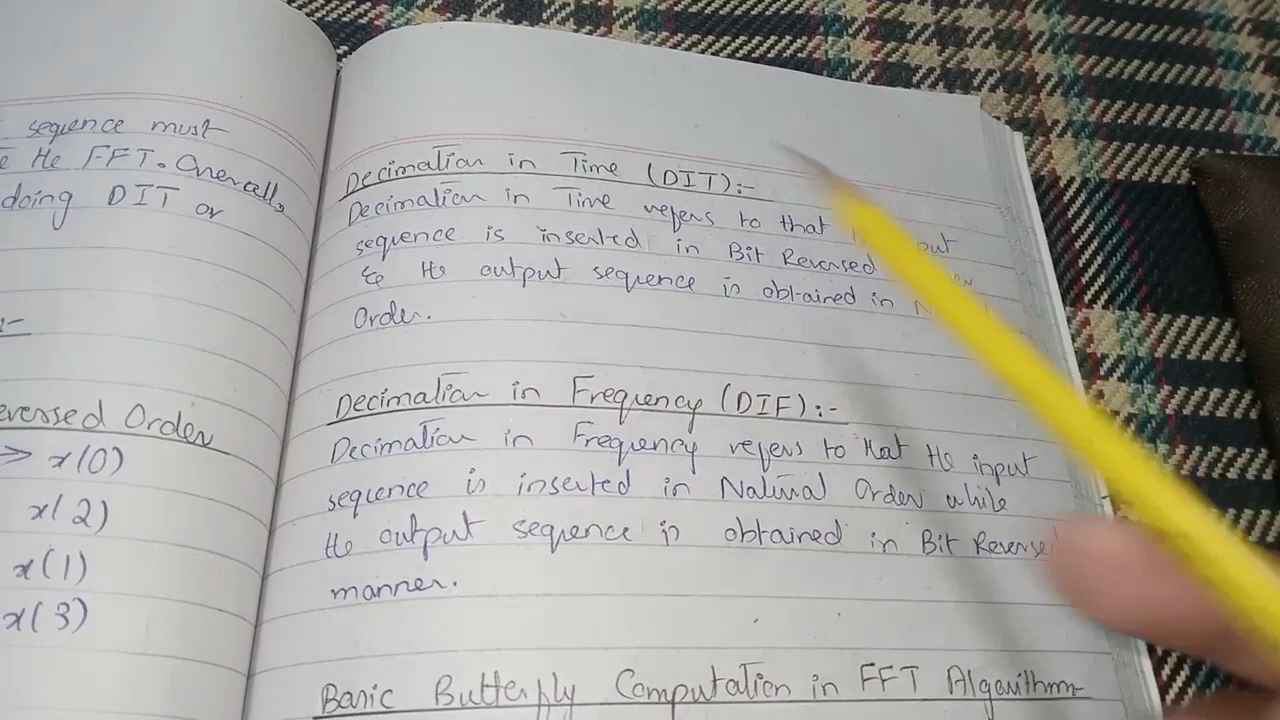 sequence must
He FFT. Overall,
doing DIT or
:-
eversed Order
> x(0)
x(2)
x(1)
x(3)
Decimation in Time (DIT):-
Decimation in Time refers to that
sequence is inserted in Bit Reversed
& the output sequence is obtained in
Order.
Decimation in Frequency (DIF):-
Decimation in Frequency refers to that the input
sequence is inserted in Natural Order while
the output sequence is obtained in Bit Reverse
manner.
Basic Butterfly Computation in FFT Algorithm